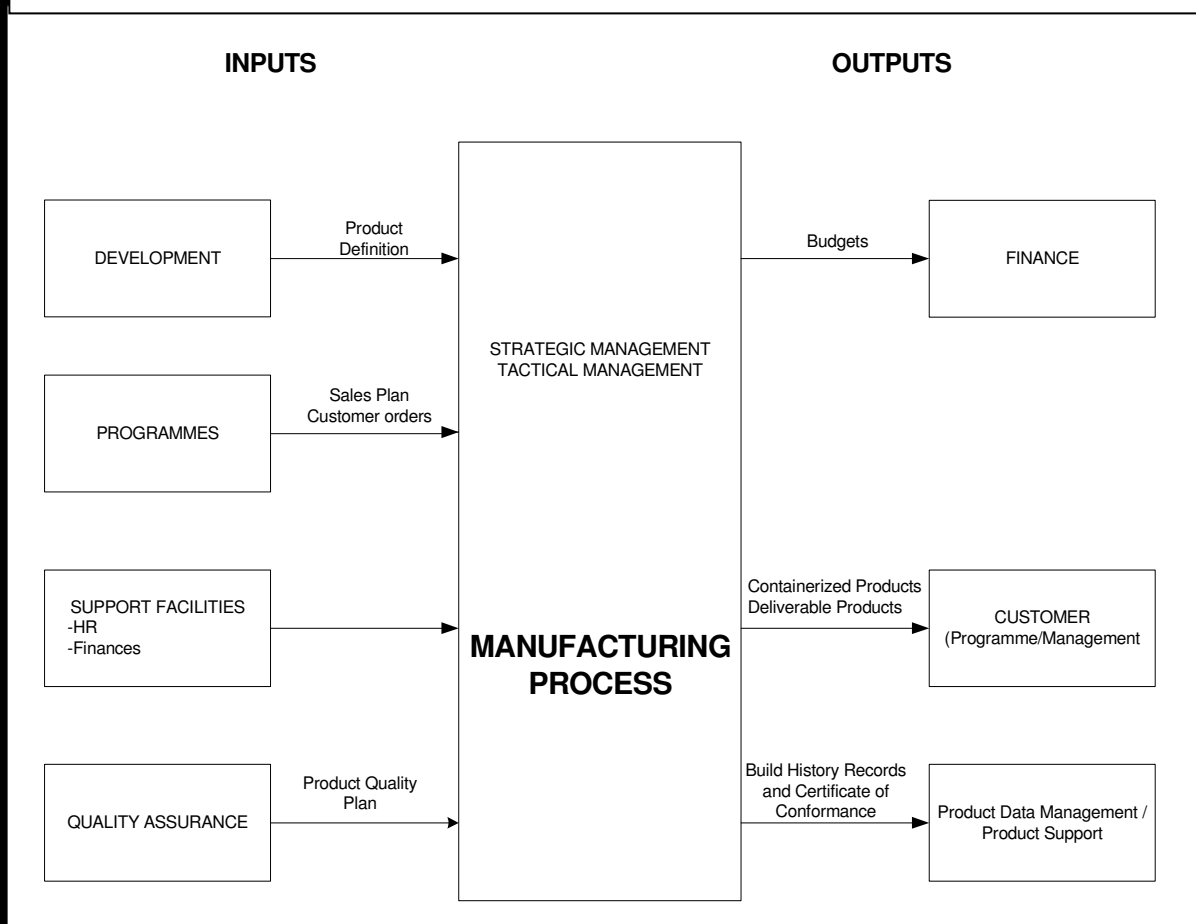 INPUTS
OUTPUTS
DEVELOPMENT
Product
Definition
Budgets
FINANCE
STRATEGIC MANAGEMENT
TACTICAL MANAGEMENT
PROGRAMMES
Sales Plan
Customer orders
SUPPORT FACILITIES
-HR
-Finances
MANUFACTURING
PROCESS
Containerized Products
Deliverable Products
CUSTOMER
(Programme/Management
QUALITY ASSURANCE
Product Quality
Plan
Build History Records
and Certificate of
Conformance
Product Data Management /
Product Support